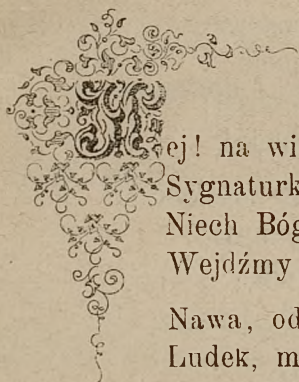 Hej! na wi
Sygnaturk
Niech Bóg
Wejdźmy
Nawa, od
Ludek, m